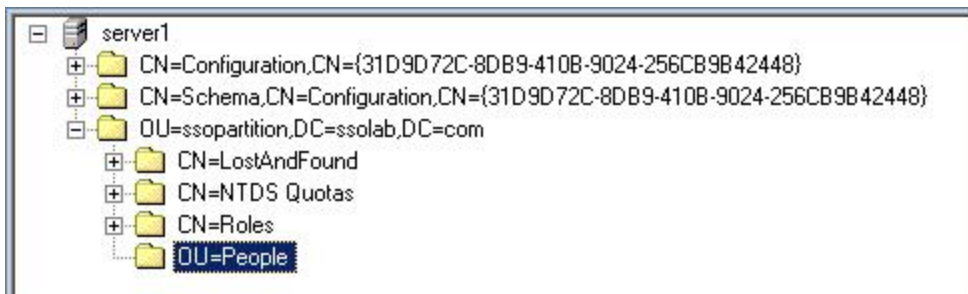 server1
CN=Configuration,CN={31D9D72C-8DB9-410B-9024-256CB9B42448}
CN=Schema,CN=Configuration,CN={31D9D72C-8DB9-410B-9024-256CB9B42448}
OU=ssopartition,DC=ssolab,DC=com
CN=LostAndFound
CN=NTDS Quotas
CN=Roles
OU=People